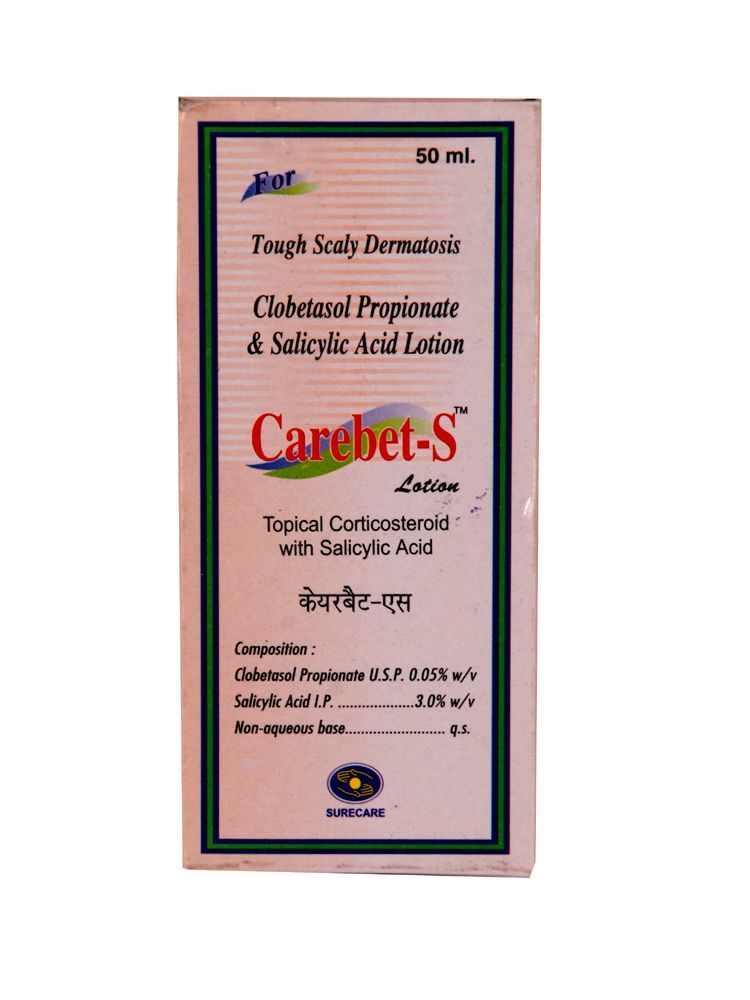 50 ml.
For
Tough Scaly Dermatosis
Clobetasol Propionate
& Salicylic Acid Lotion
Carebet-S™
Lotion
Topical Corticosteroid
with Salicylic Acid
केयरबैट-एस
Composition :
Clobetasol Propionate U.S.P. 0.05% w/v
Salicylic Acid I.P. ...................3.0% w/v
Non-aqueous base......................... q.s.
SURECARE